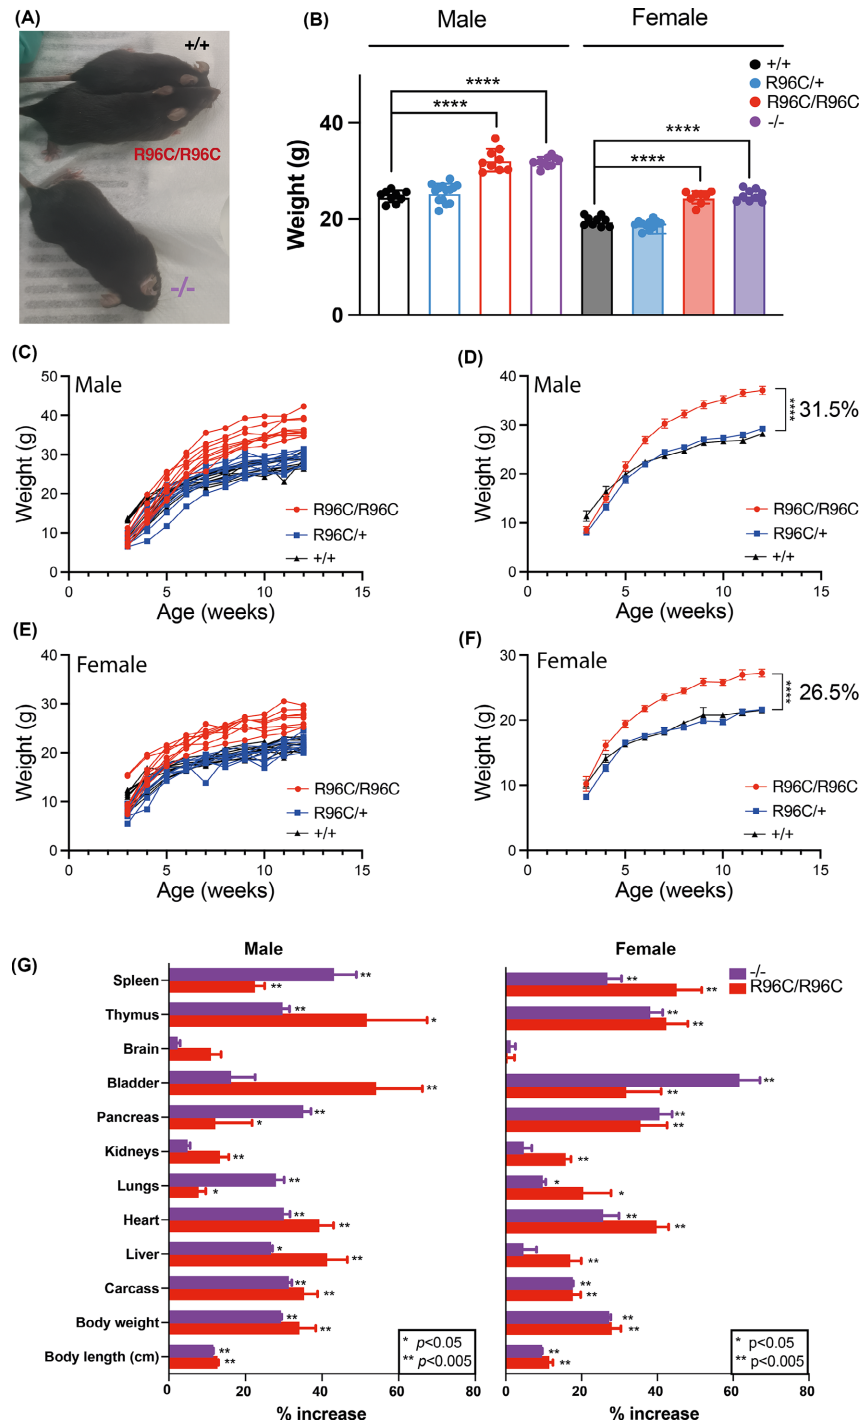 (A)
+/+
R96C/R96C
-/-
(B)
Male
Female
+/+
R96C/+
R96C/R96C
-/-
****
****
****
****
Weight (g)
40
20
0
(C)
Male
50
40
30
20
10
0
Weight (g)
R96C/R96C
R96C/+
+/+
0
5
10
15
Age (weeks)
(D)
Male
40
30
20
10
0
Weight (g)
****
31.5%
R96C/R96C
R96C/+
+/+
0
5
10
15
Age (weeks)
(E)
Female
40
30
20
10
0
Weight (g)
R96C/R96C
R96C/+
+/+
0
5
10
15
Age (weeks)
(F)
Female
30
20
10
0
Weight (g)
****
26.5%
R96C/R96C
R96C/+
+/+
0
5
10
15
Age (weeks)
(G)
Male
Female
-/-
R96C/R96C
Spleen
** ** ** **
Thymus
** * ** **
Brain
Bladder
** ** **
Pancreas
** * ** **
Kidneys
** **
Lungs
** * * *
Heart
** ** ** **
Liver
* ** **
Carcass
** ** ** **
Body weight
** ** ** **
Body length (cm)
** ** ** **
* p<0.05
** p<0.005
* p<0.05
** p<0.005
0 20 40 60 80
0 20 40 60 80
% increase
% increase